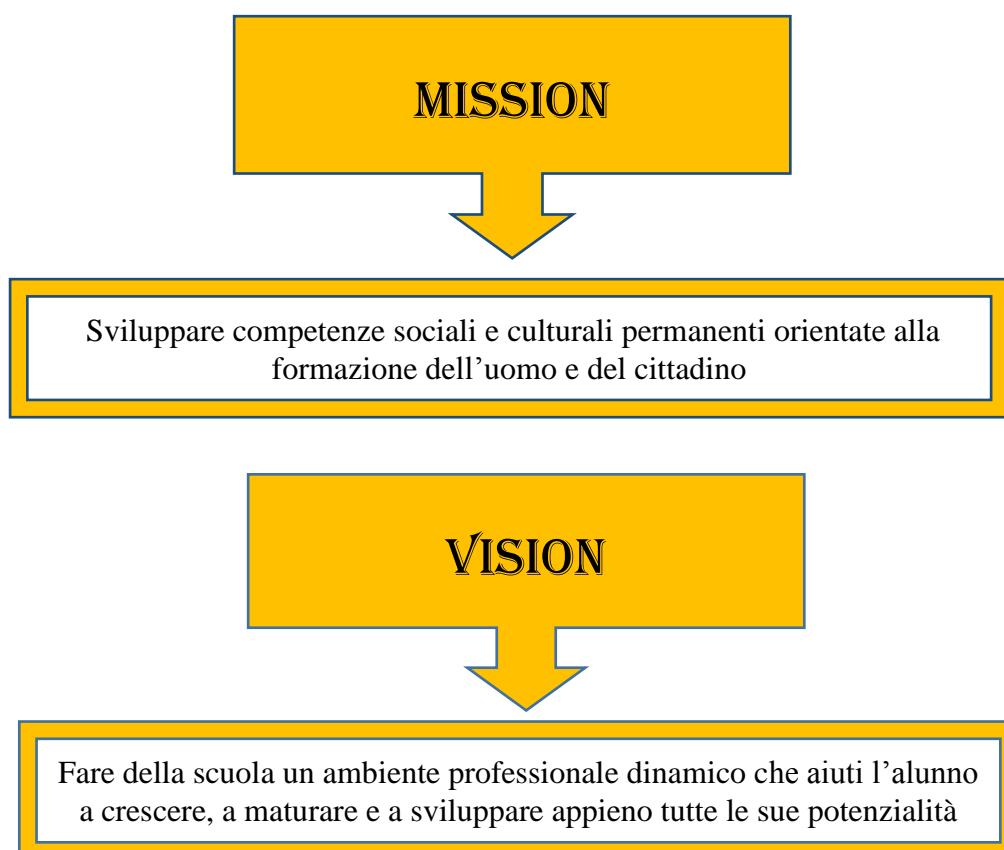 MISSION
Sviluppare competenze sociali e culturali permanenti orientate alla
formazione dell’uomo e del cittadino
VISION
Fare della scuola un ambiente professionale dinamico che aiuti l’alunno
a crescere, a maturare e a sviluppare appieno tutte le sue potenzialità